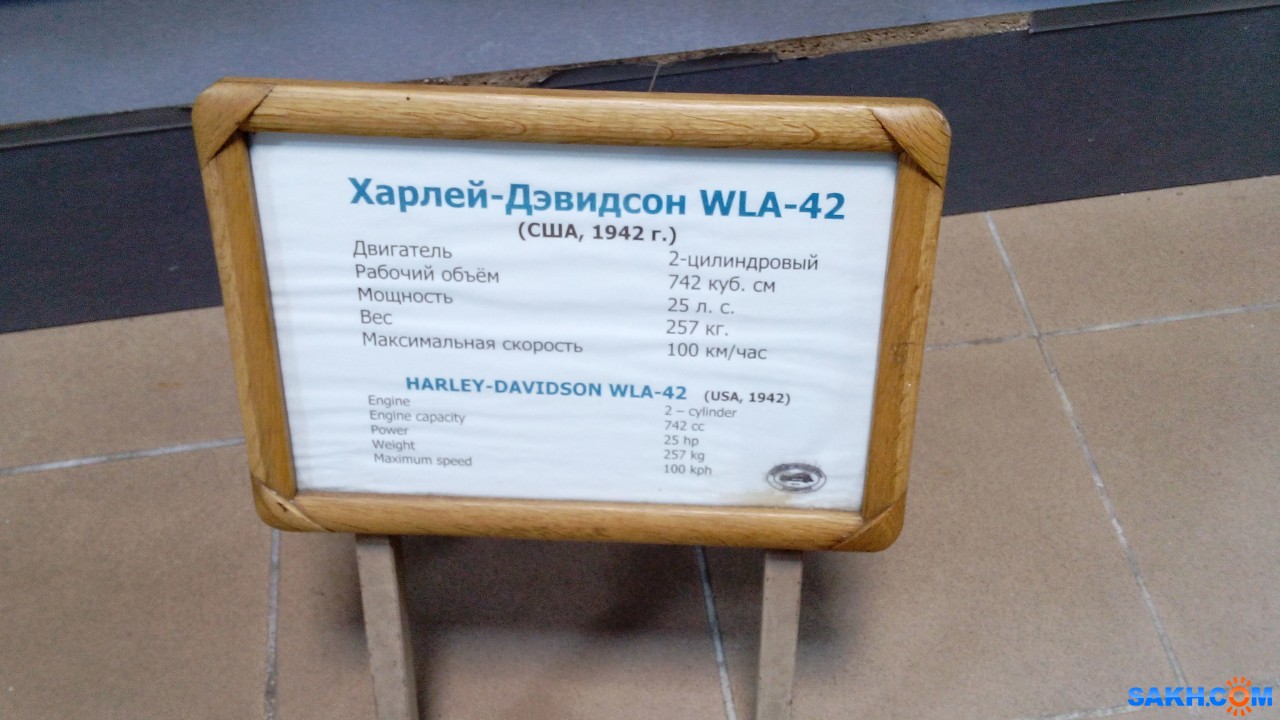 Харлей-Дэвидсон WLA-42
(США, 1942 г.)
Двигатель 2-цилиндровый
Рабочий объём 742 куб. см
Мощность 25 л. с.
Вес 257 кг.
Максимальная скорость 100 км/час
HARLEY-DAVIDSON WLA-42 (USA, 1942)
Engine 2 – cylinder
Engine capacity 742 cc
Power 25 hp
Weight 257 kg
Maximum speed 100 kph
SAKH.COM